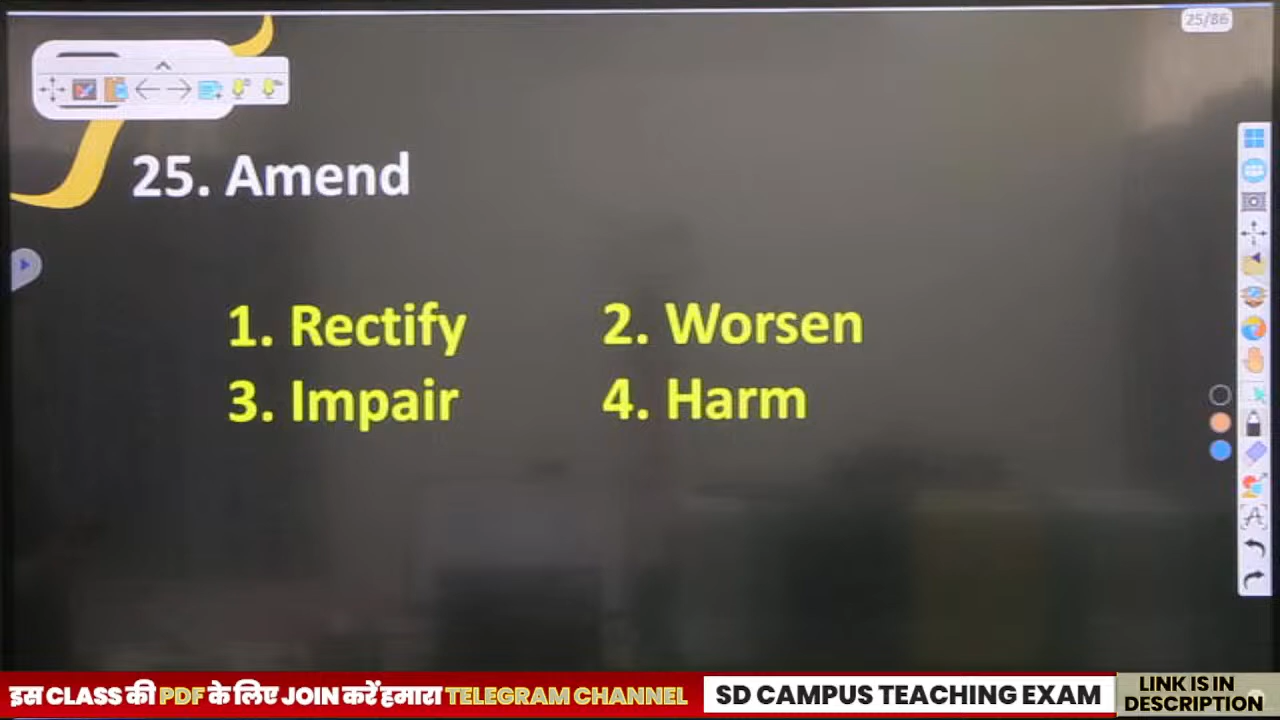 25/86
25. Amend
1. Rectify 2. Worsen
3. Impair 4. Harm
इस CLASS की PDF के लिए JOIN करें हमारा TELEGRAM CHANNEL
SD CAMPUS TEACHING EXAM
LINK IS IN
DESCRIPTION